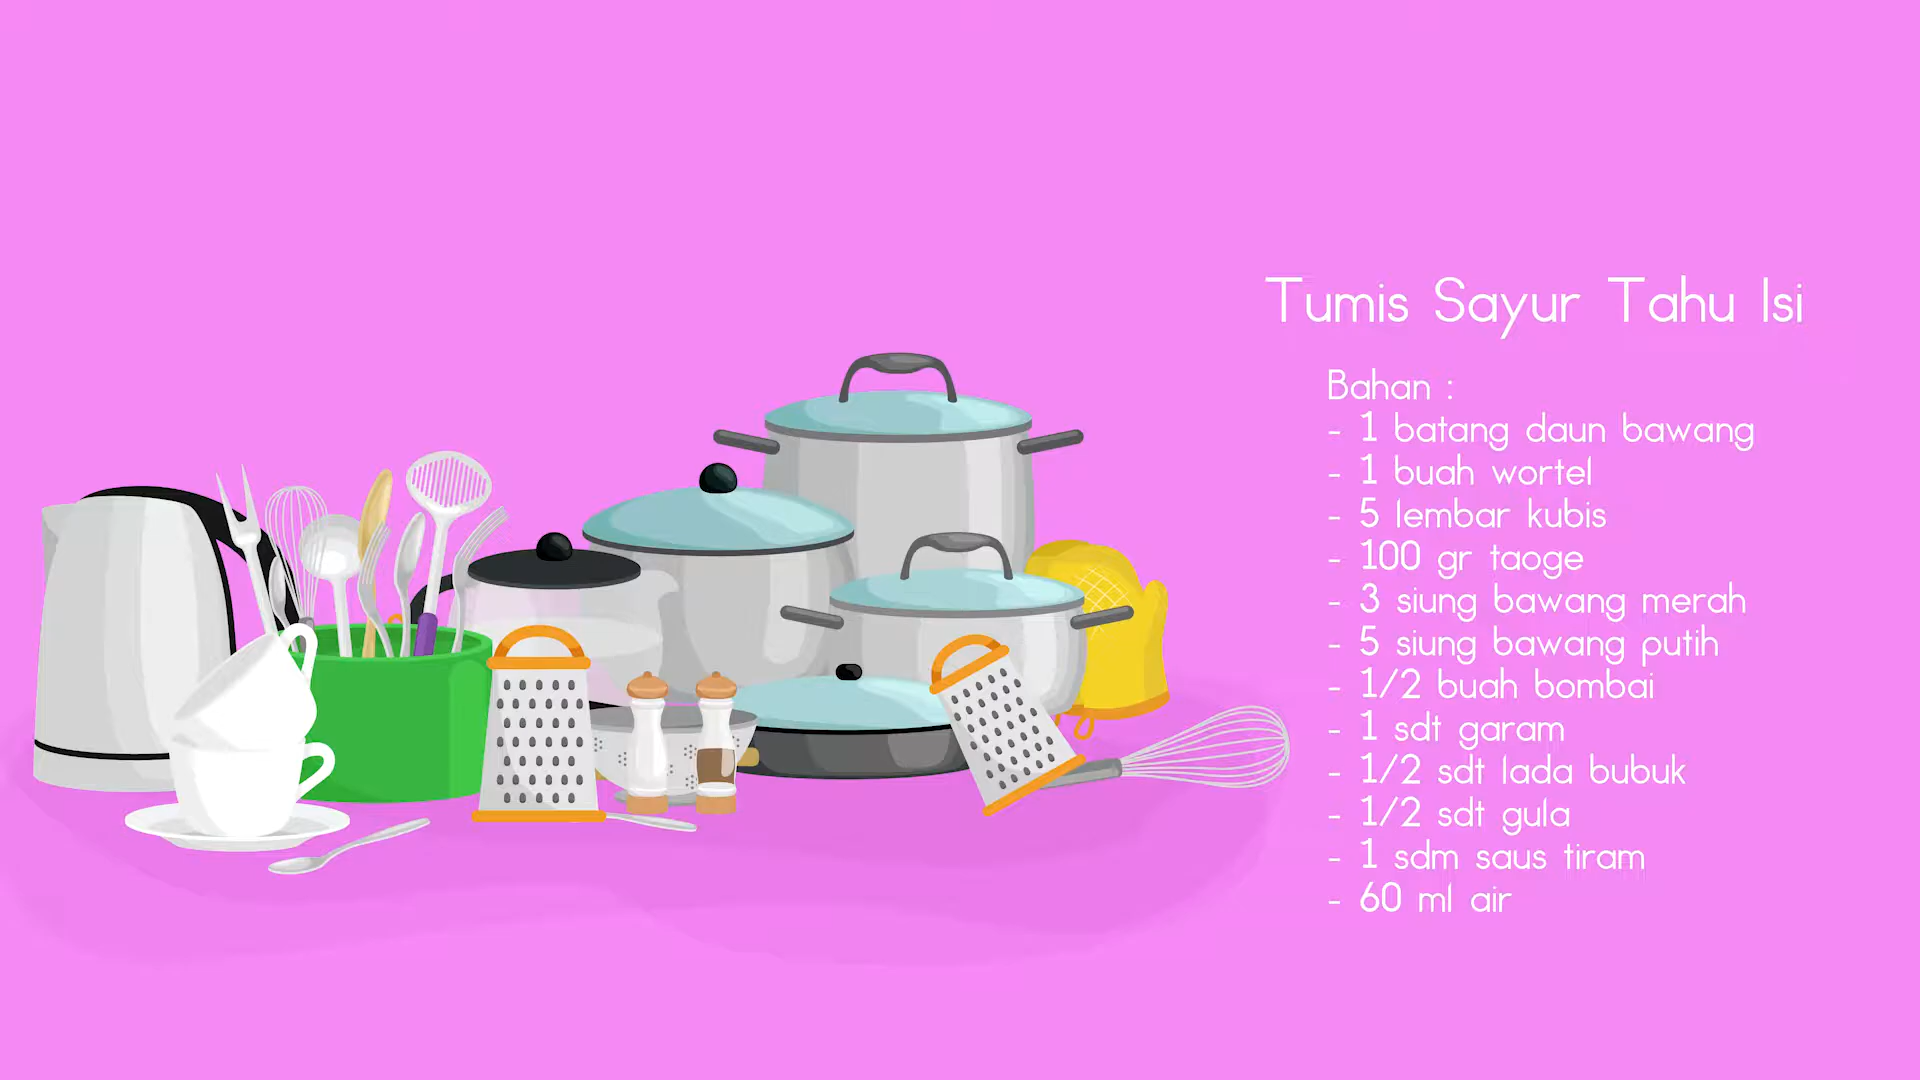 Tumis Sayur Tahu Isi
Bahan :
- 1 batang daun bawang
- 1 buah wortel
- 5 lembar kubis
- 100 gr taoge
- 3 siung bawang merah
- 5 siung bawang putih
- 1/2 buah bombai
- 1 sdt garam
- 1/2 sdt lada bubuk
- 1/2 sdt gula
- 1 sdm saus tiram
- 60 ml air